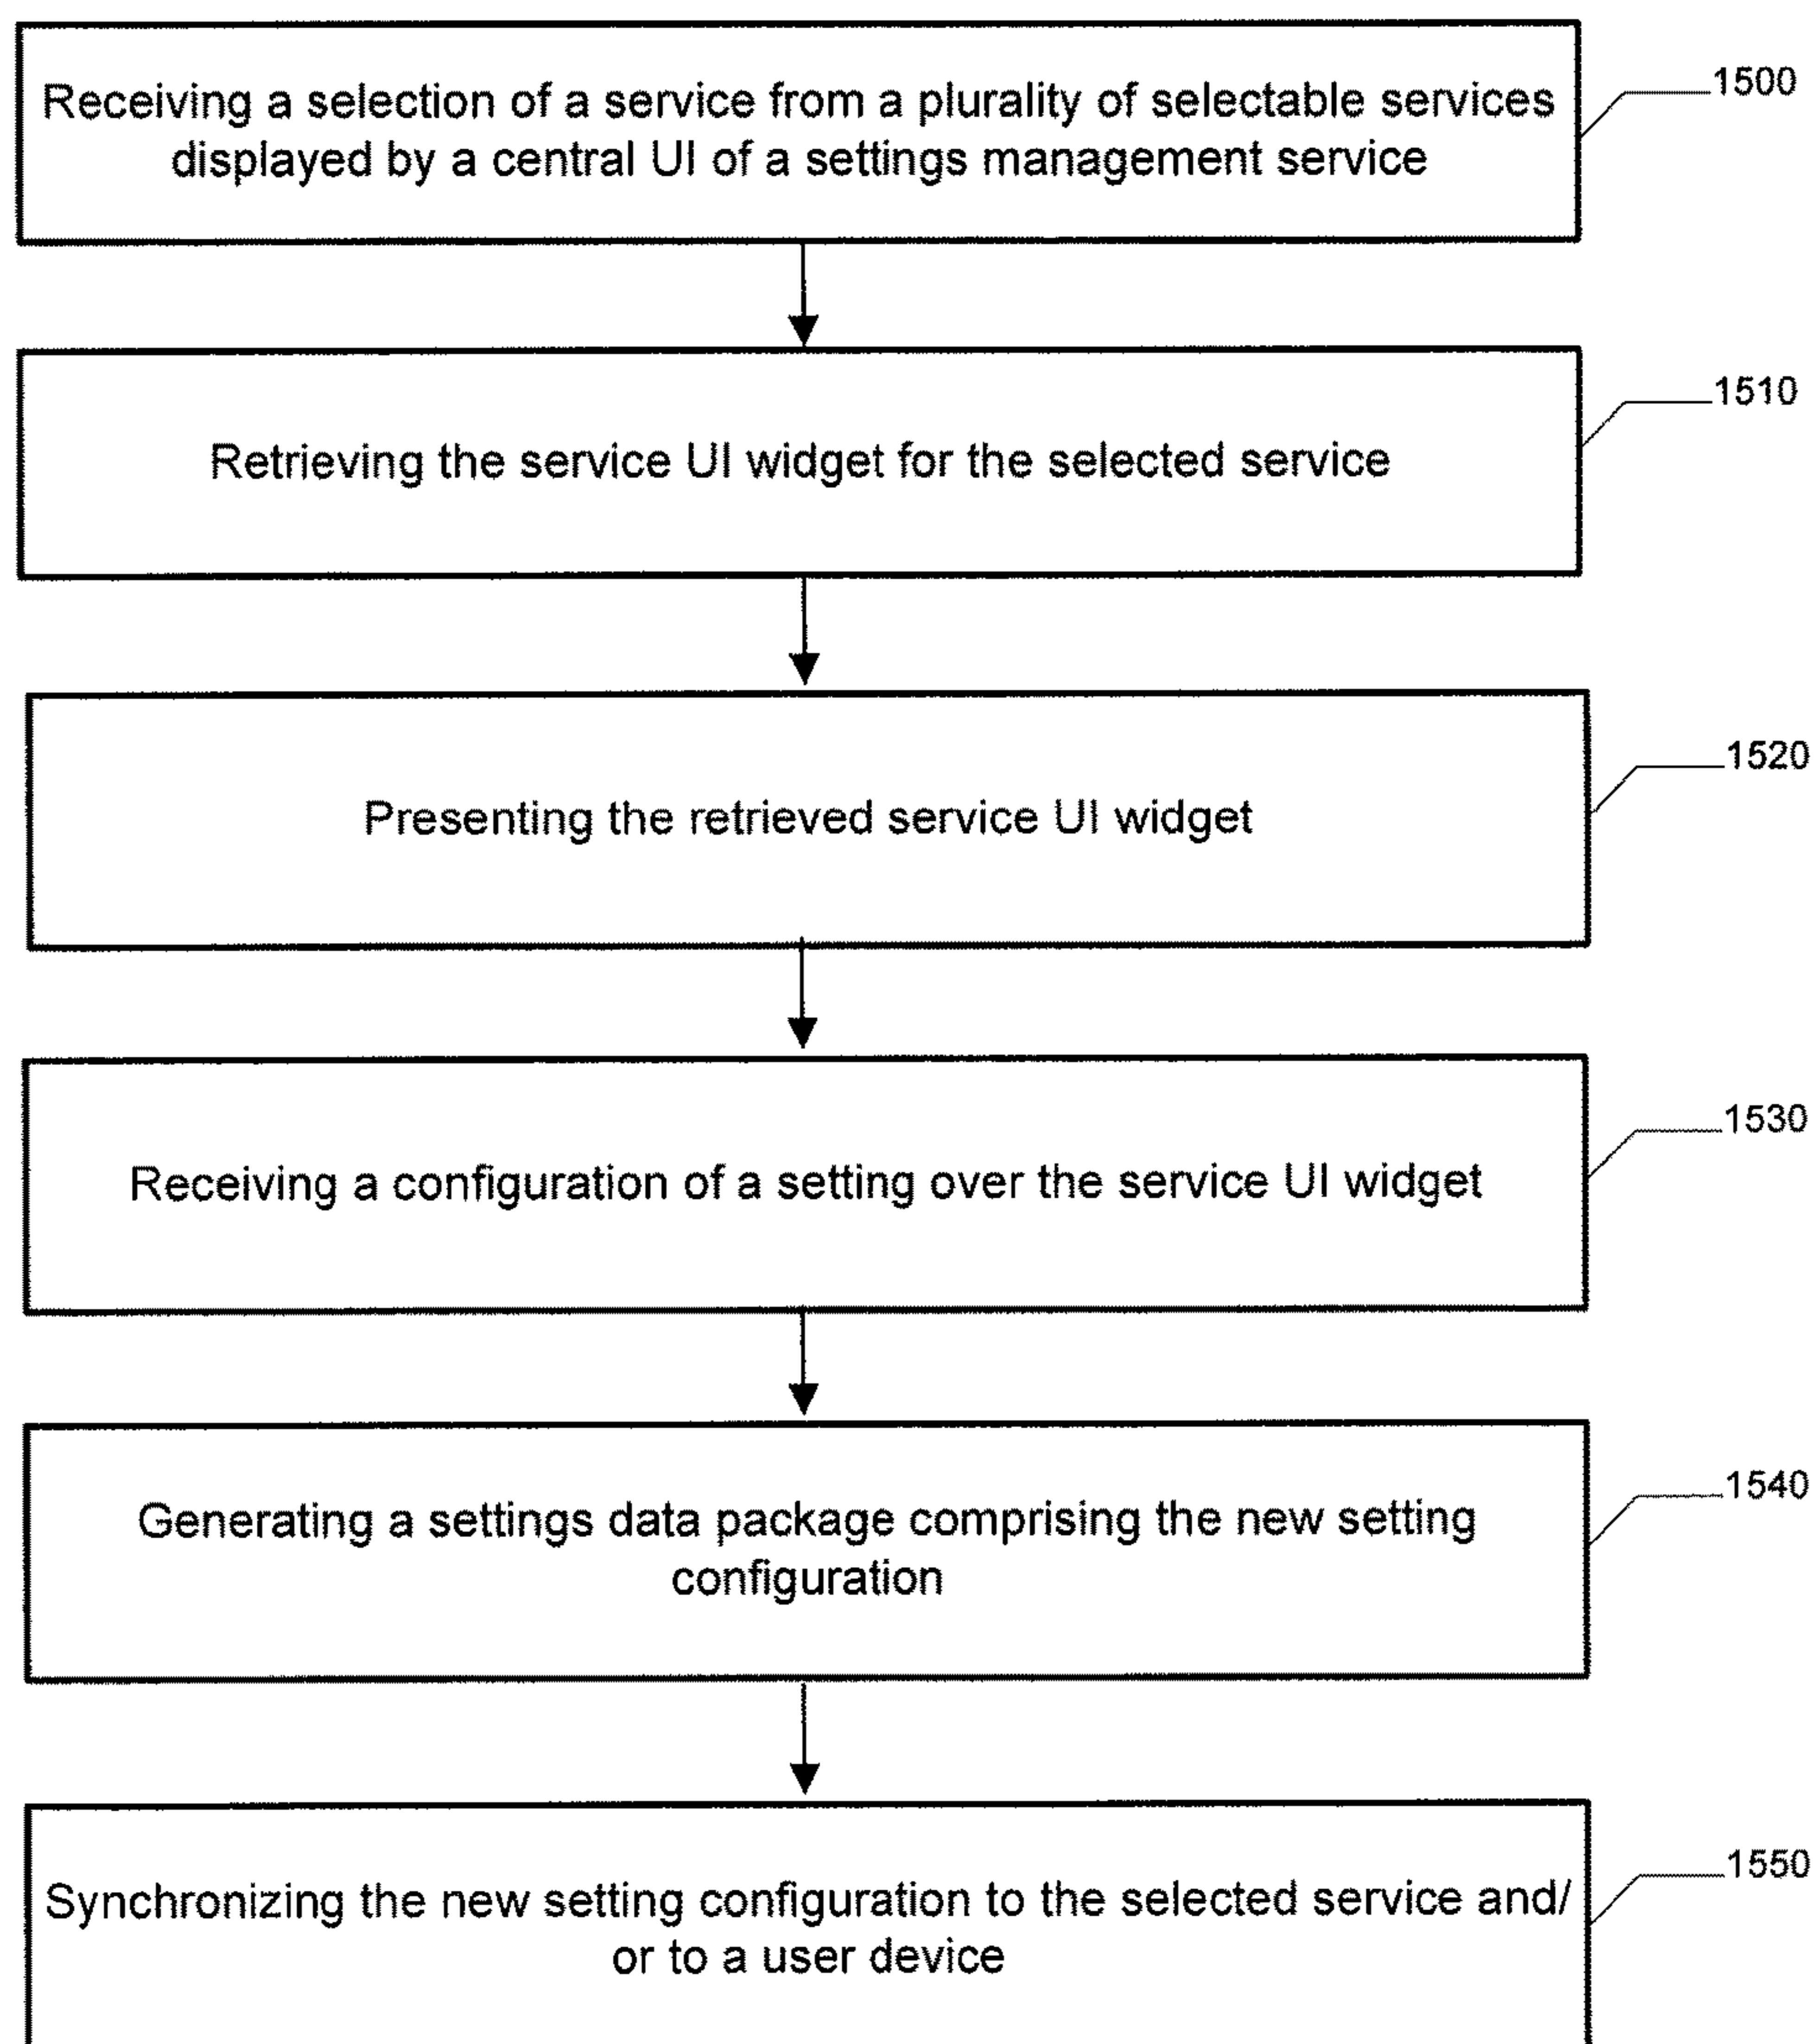 Receiving a selection of a service from a plurality of selectable services
displayed by a central UI of a settings management service
1500
Retrieving the service UI widget for the selected service
1510
Presenting the retrieved service UI widget
1520
Receiving a configuration of a setting over the service UI widget
1530
Generating a settings data package comprising the new setting
configuration
1540
Synchronizing the new setting configuration to the selected service and/
or to a user device
1550